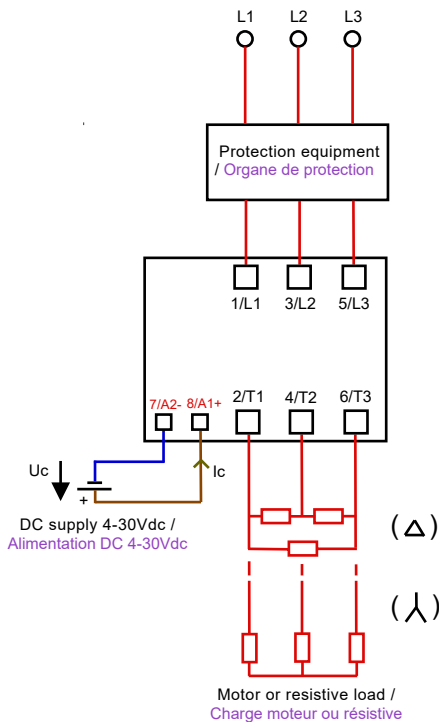 L1 L2 L3
Protection equipment
/ Organe de protection
1/L1 3/L2 5/L3
7/A2- 8/A1+ 2/T1 4/T2 6/T3
Uc
Ic
+
DC supply 4-30Vdc /
Alimentation DC 4-30Vdc
(△)
(⅄)
Motor or resistive load /
Charge moteur ou résistive